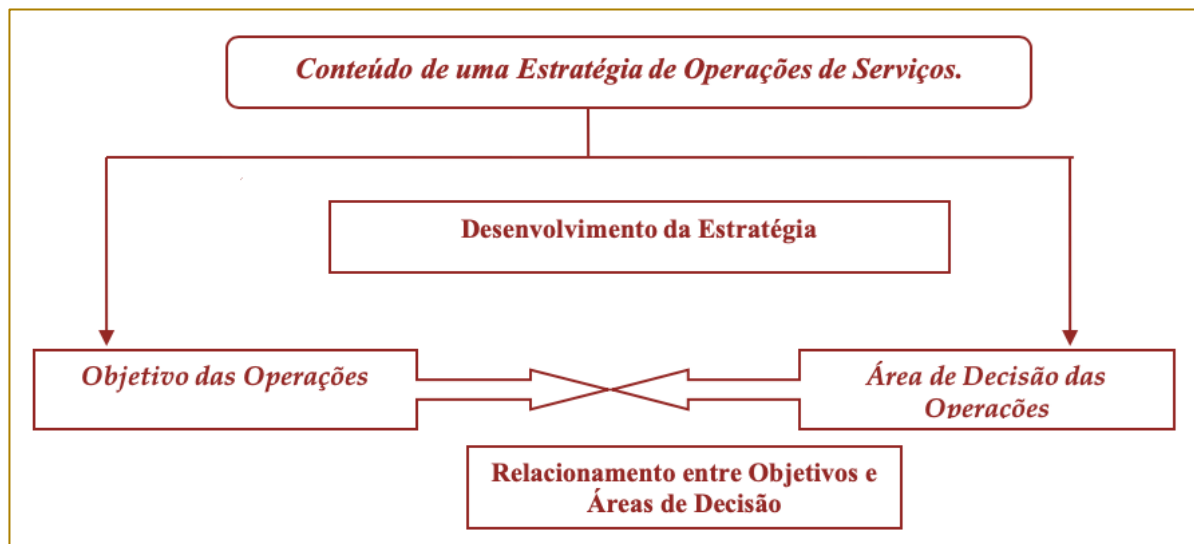 Conteúdo de uma Estratégia de Operações de Serviços.
Desenvolvimento da Estratégia
Objetivo das Operações
Área de Decisão das
Operações
Relacionamento entre Objetivos e
Áreas de Decisão